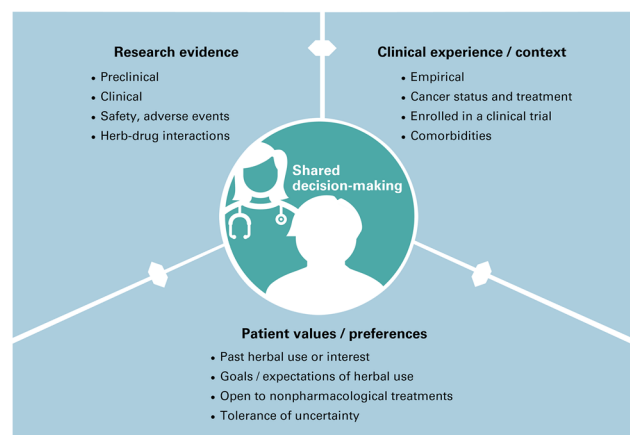 Research evidence
• Preclinical
• Clinical
• Safety, adverse events
• Herb-drug interactions
Clinical experience / context
• Empirical
• Cancer status and treatment
• Enrolled in a clinical trial
• Comorbidities
Shared
decision-making
Patient values / preferences
• Past herbal use or interest
• Goals / expectations of herbal use
• Open to nonpharmacological treatments
• Tolerance of uncertainty